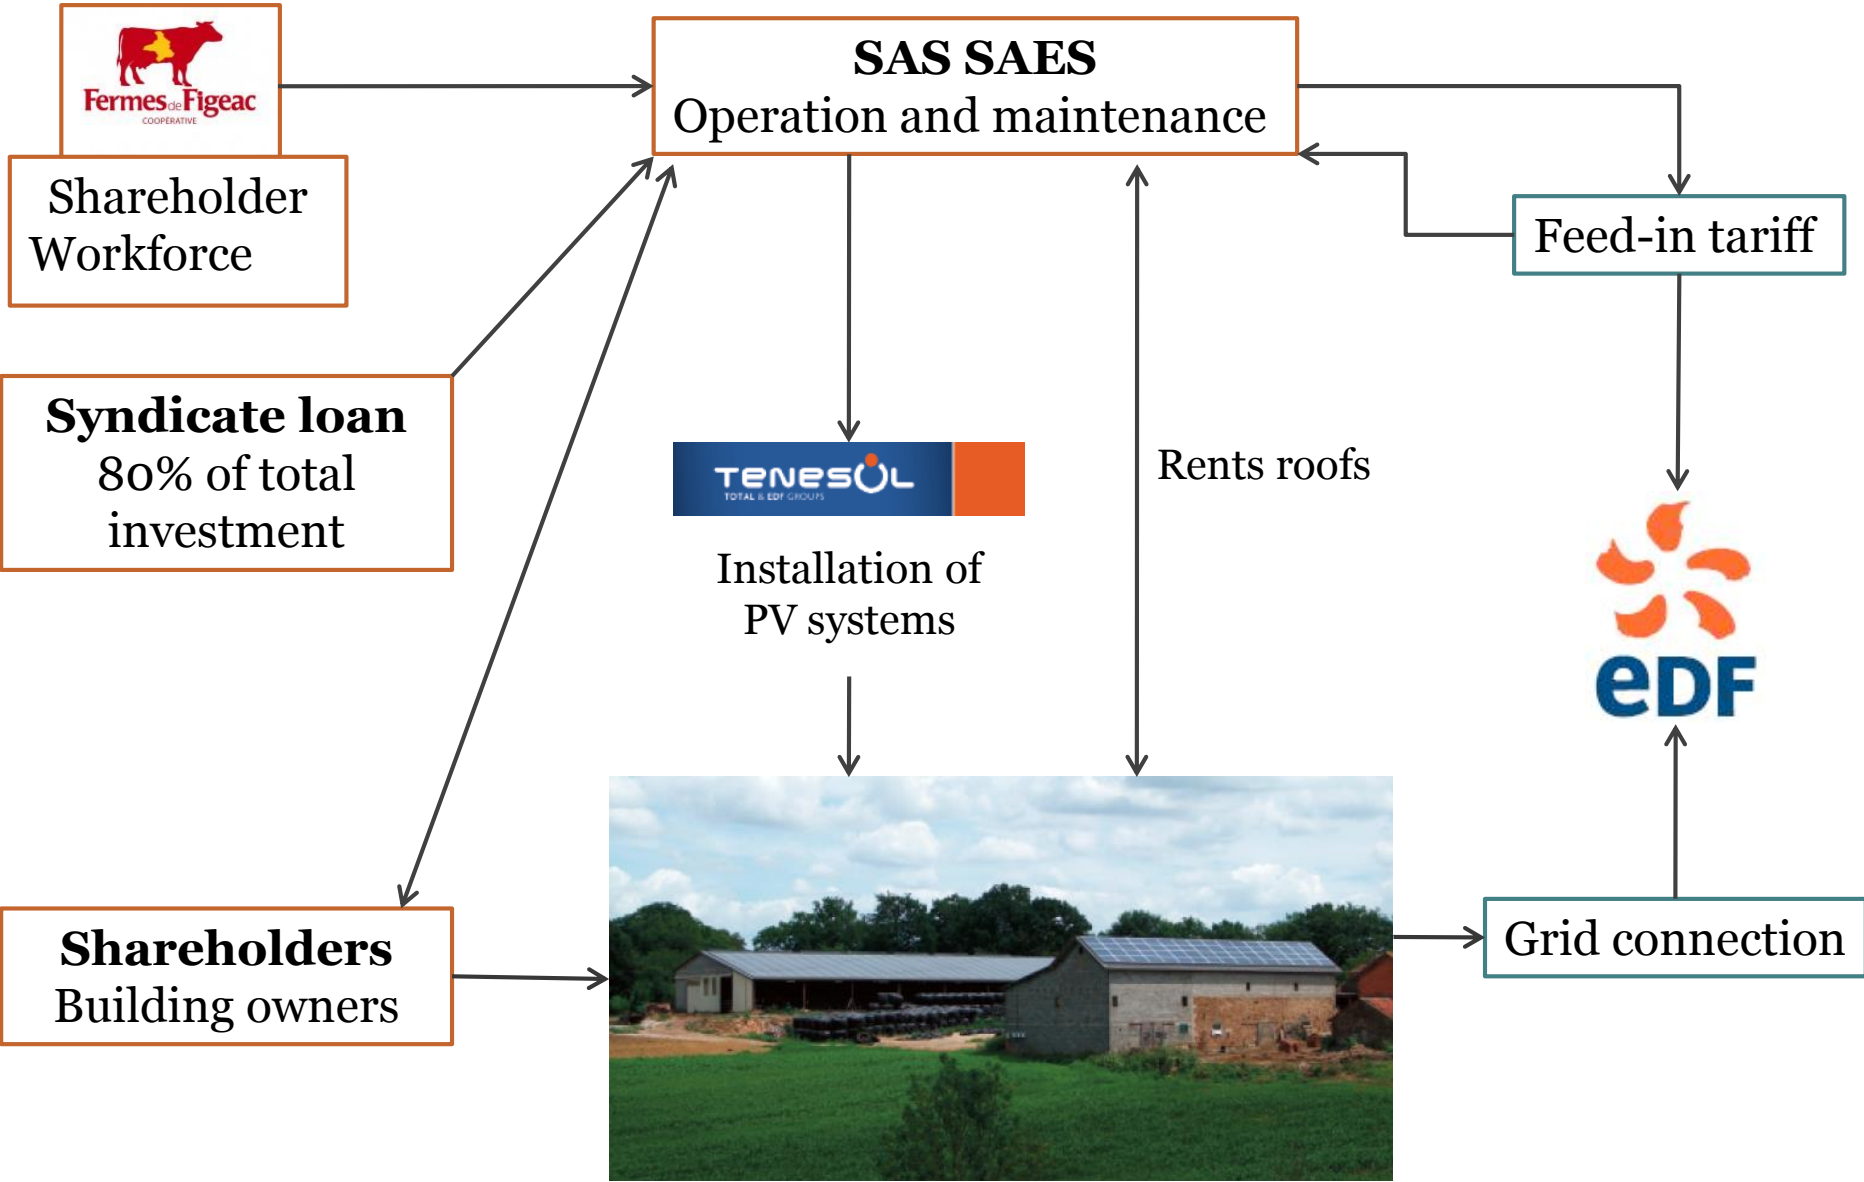 Fermes de Figeac
COOPÉRATIVE
Shareholder
Workforce
SAS SAES
Operation and maintenance
Feed-in tariff
Syndicate loan
80% of total
investment
TENESOL
TOTAL & EDF GROUPS
Installation of
PV systems
Rents roofs
eDF
Shareholders
Building owners
Grid connection